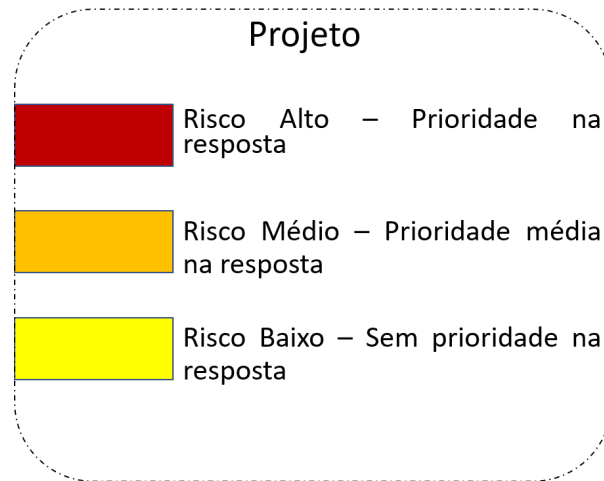 Projeto
Risco Alto – Prioridade na
resposta
Risco Médio – Prioridade média
na resposta
Risco Baixo – Sem prioridade na
resposta